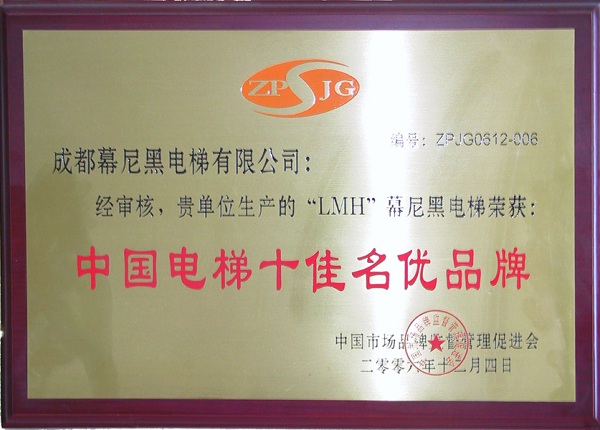 ZPSJG
编号：ZPJG0612-006
成都幕尼黑电梯有限公司：
经审核，贵单位生产的“LMH”幕尼黑电梯荣获：
中国电梯十佳名优品牌
中国市场品牌监督管理促进会
二零零六年十二月四日